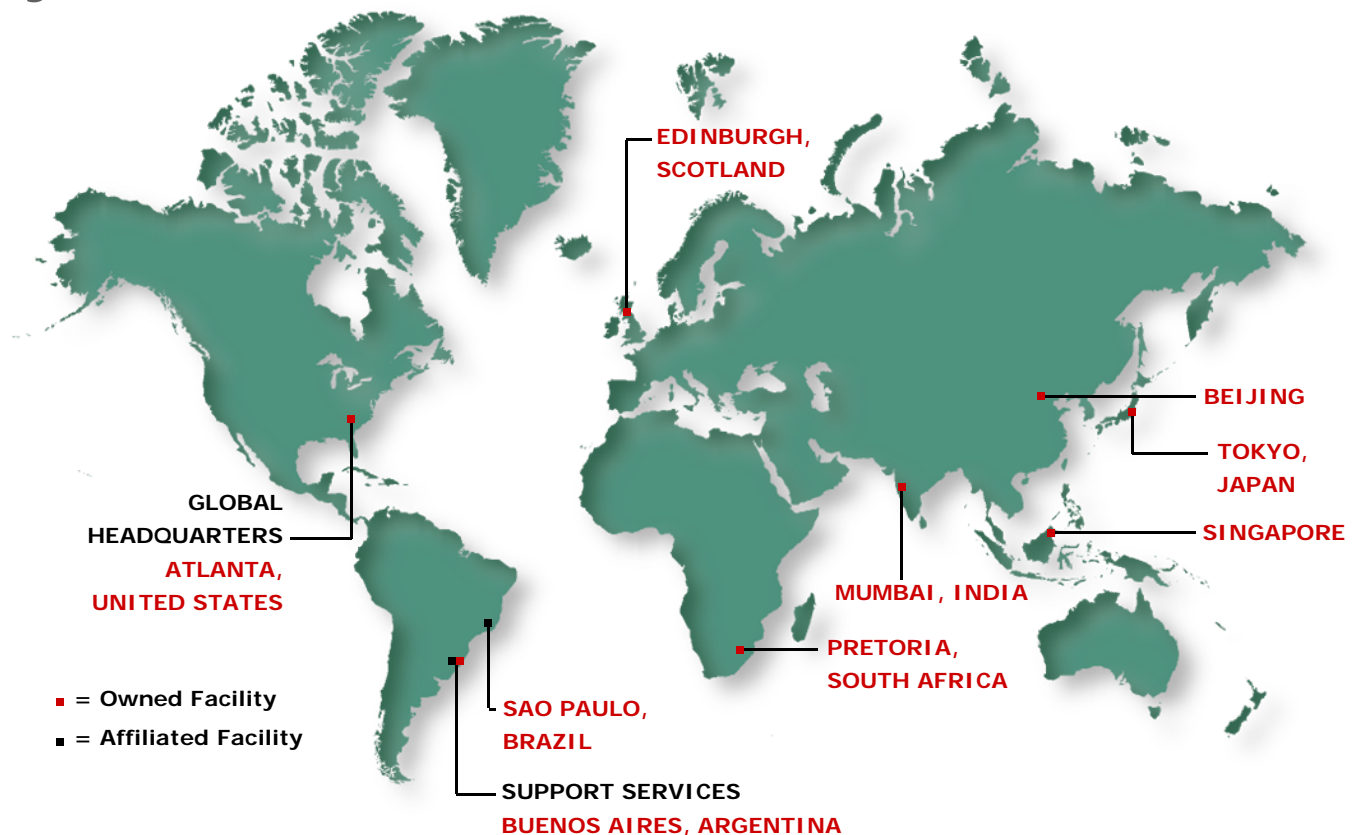 EDINBURGH,
SCOTLAND
BEIJING
TOKYO,
JAPAN
GLOBAL
HEADQUARTERS
ATLANTA,
UNITED STATES
SINGAPORE
MUMBAI, INDIA
PRETORIA,
SOUTH AFRICA
= Owned Facility
= Affiliated Facility
SAO PAULO,
BRAZIL
SUPPORT SERVICES
BUENOS AIRES, ARGENTINA